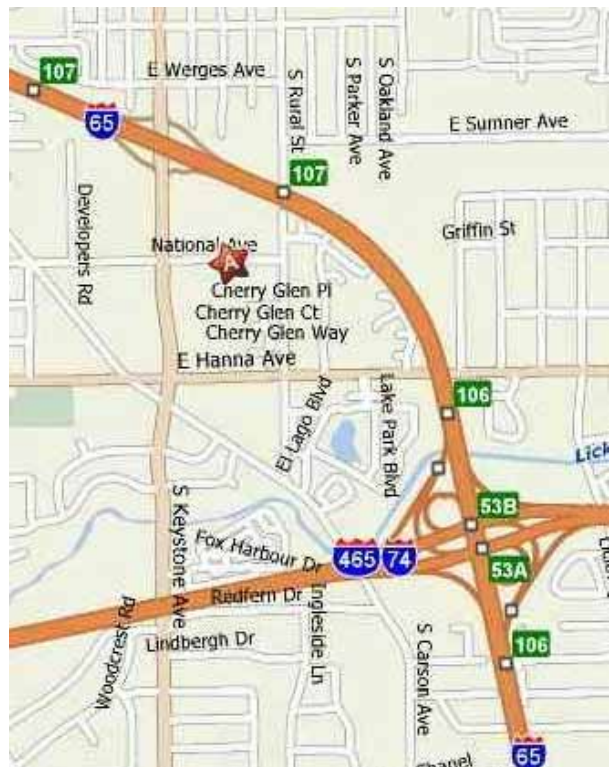 107
E Werges Ave
65
S Rural St
S Parker Ave
S Oakland Ave
E Sumner Ave
107
Developers Rd
National Ave
A
Griffin St
Cherry Glen Pl
Cherry Glen Ct
Cherry Glen Way
E Hanna Ave
El Lago Blvd
Lake Park Blvd
106
Lick
S Keystone Ave
53B
Fox Harbour Dr
465
74
53A
Redfern Dr
Ingleside Ln
Woodcrest Rd
Lindbergh Dr
S Carson Ave
106
65